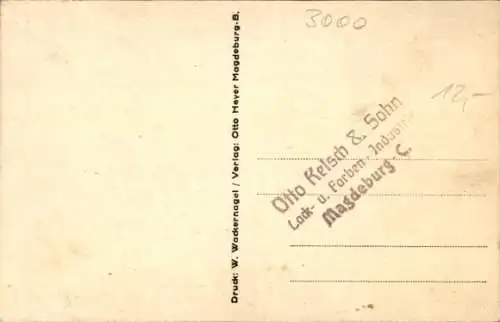 3000
12,-
Druck: W. Wackernagel / Verlag: Otto Meyer Magdeburg-B.
Otto Kelsch & Sohn
Lack- u. Farben-Industrie
Magdeburg C.